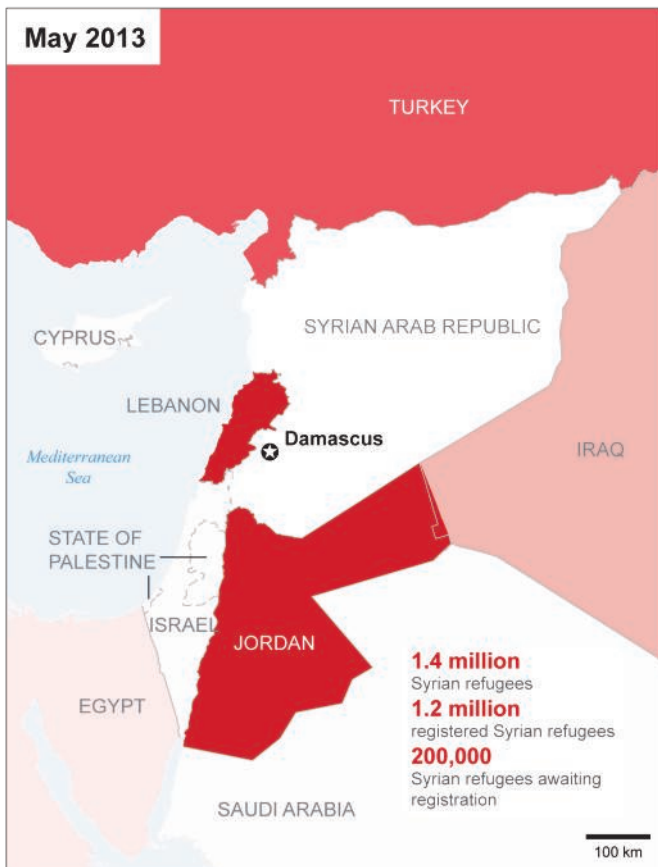 May 2013
TURKEY
CYPRUS
SYRIAN ARAB REPUBLIC
LEBANON
Damascus
Mediterranean
Sea
IRAQ
STATE OF
PALESTINE
ISRAEL
JORDAN
EGYPT
1.4 million
Syrian refugees
1.2 million
registered Syrian refugees
200,000
Syrian refugees awaiting
registration
SAUDI ARABIA
100 km